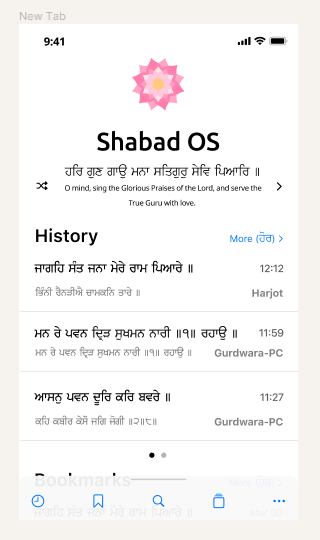 New Tab
9:41
Shabad OS
ਹਰਿ ਗੁਣ ਗਾਉ ਮਨਾ ਸਤਿਗੁਰੁ ਸੇਵਿ ਪਿਆਰਿ ॥
O mind, sing the Glorious Praises of the Lord, and serve the
True Guru with love.
History
More (ਹੋਰ)
ਜਾਗਹਿ ਸੰਤ ਜਨਾ ਮੇਰੇ ਰਾਮ ਪਿਆਰੇ ॥ 12:12
ਭਿੰਨੀ ਰੈਨੜੀਐ ਚਾਮਕਨਿ ਤਾਰੇ ॥ Harjot
ਮਨ ਰੇ ਪਵਨ ਦ੍ਰਿੜ ਸੁਖਮਨ ਨਾਰੀ ॥੧॥ ਰਹਾਉ ॥ 11:59
ਮਨ ਰੇ ਪਵਨ ਦ੍ਰਿੜ ਸੁਖਮਨ ਨਾਰੀ ॥੧॥ ਰਹਾਉ ॥ Gurdwara-PC
ਆਸਨੁ ਪਵਨ ਦੂਰਿ ਕਰਿ ਬਵਰੇ ॥ 11:27
ਕਹਿ ਕਬੀਰ ਕੇਸੌ ਜਗਿ ਜੋਗੀ ॥੨॥੮॥ Gurdwara-PC
Bookmarks
More (ਹੋਰ)
ਜਾਗਹਿ ਸੰਤ ਜਨਾ ਮੇਰੇ ਰਾਮ ਪਿਆਰੇ ॥